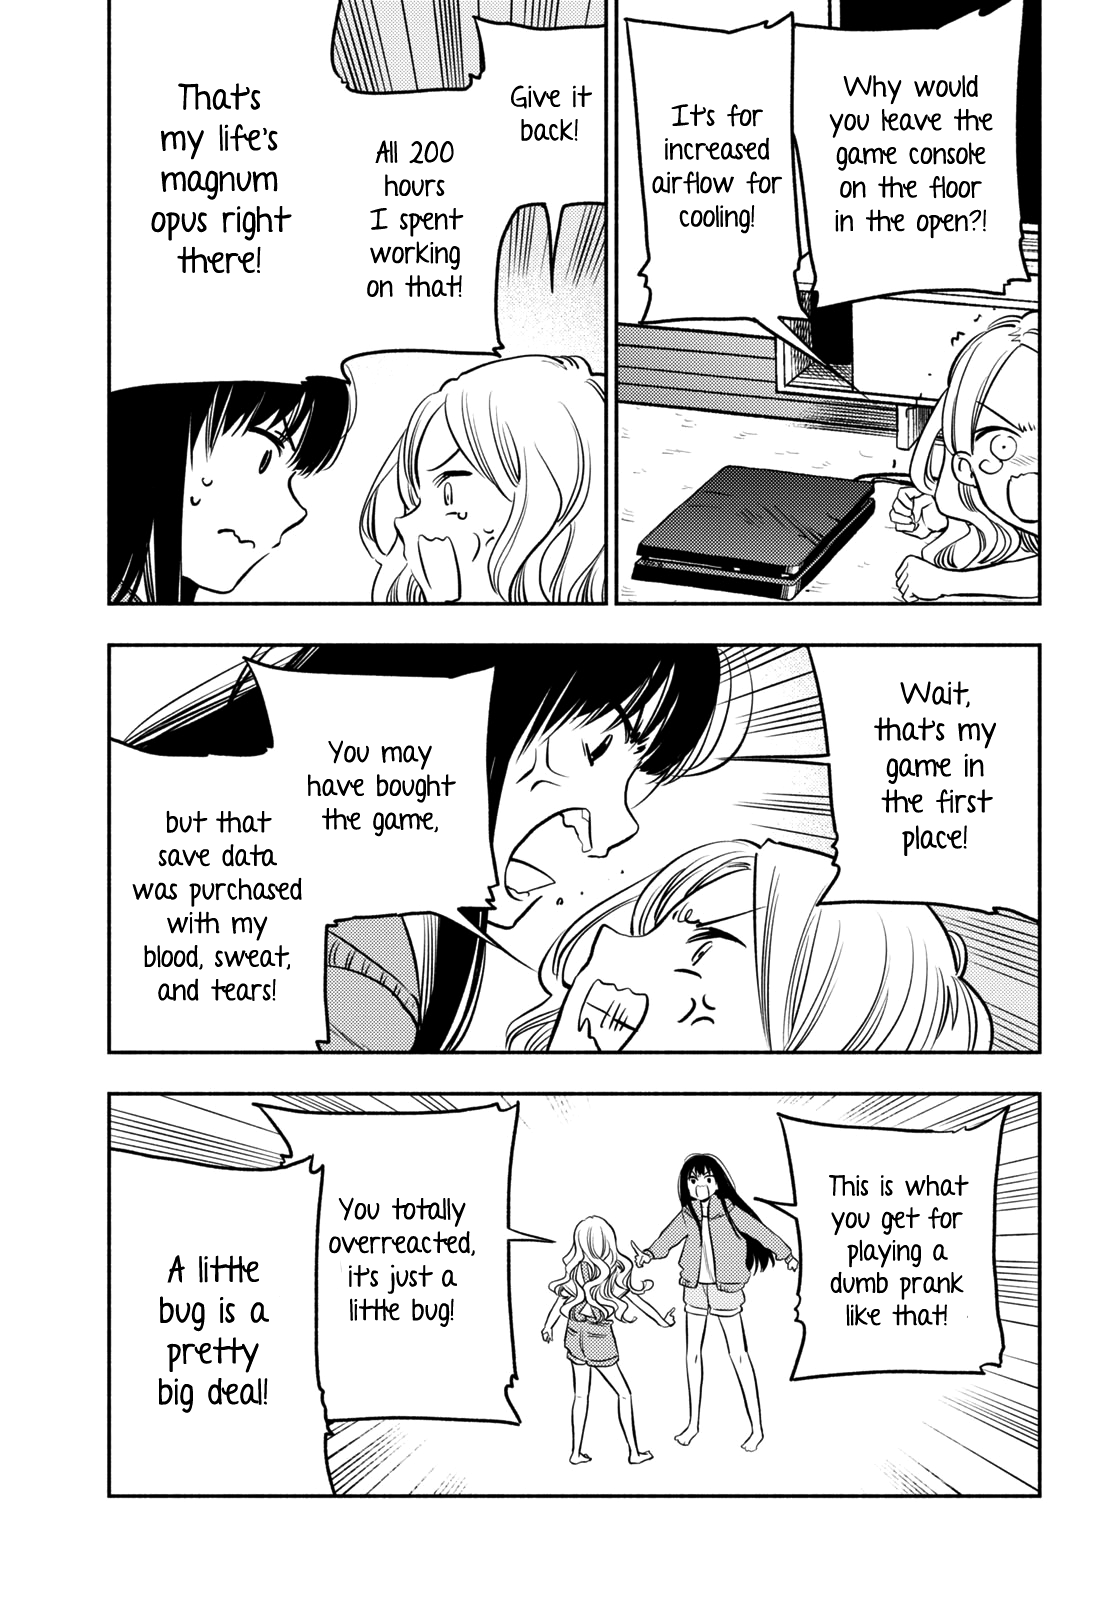 Why would
you leave the
game console
on the floor
in the open?!
It's for
increased
airflow for
cooling!
Give it
back!
All 200
hours
I spent
working
on that!
That's
my life's
magnum
opus right
there!
Wait,
that's my
game in
the first
place!
You may
have bought
the game,
but that
save data
was purchased
with my
blood, sweat,
and tears!
This is what
you get for
playing a
dumb prank
like that!
You totally
overreacted,
it's just a
little bug!
A little
bug is a
pretty
big deal!